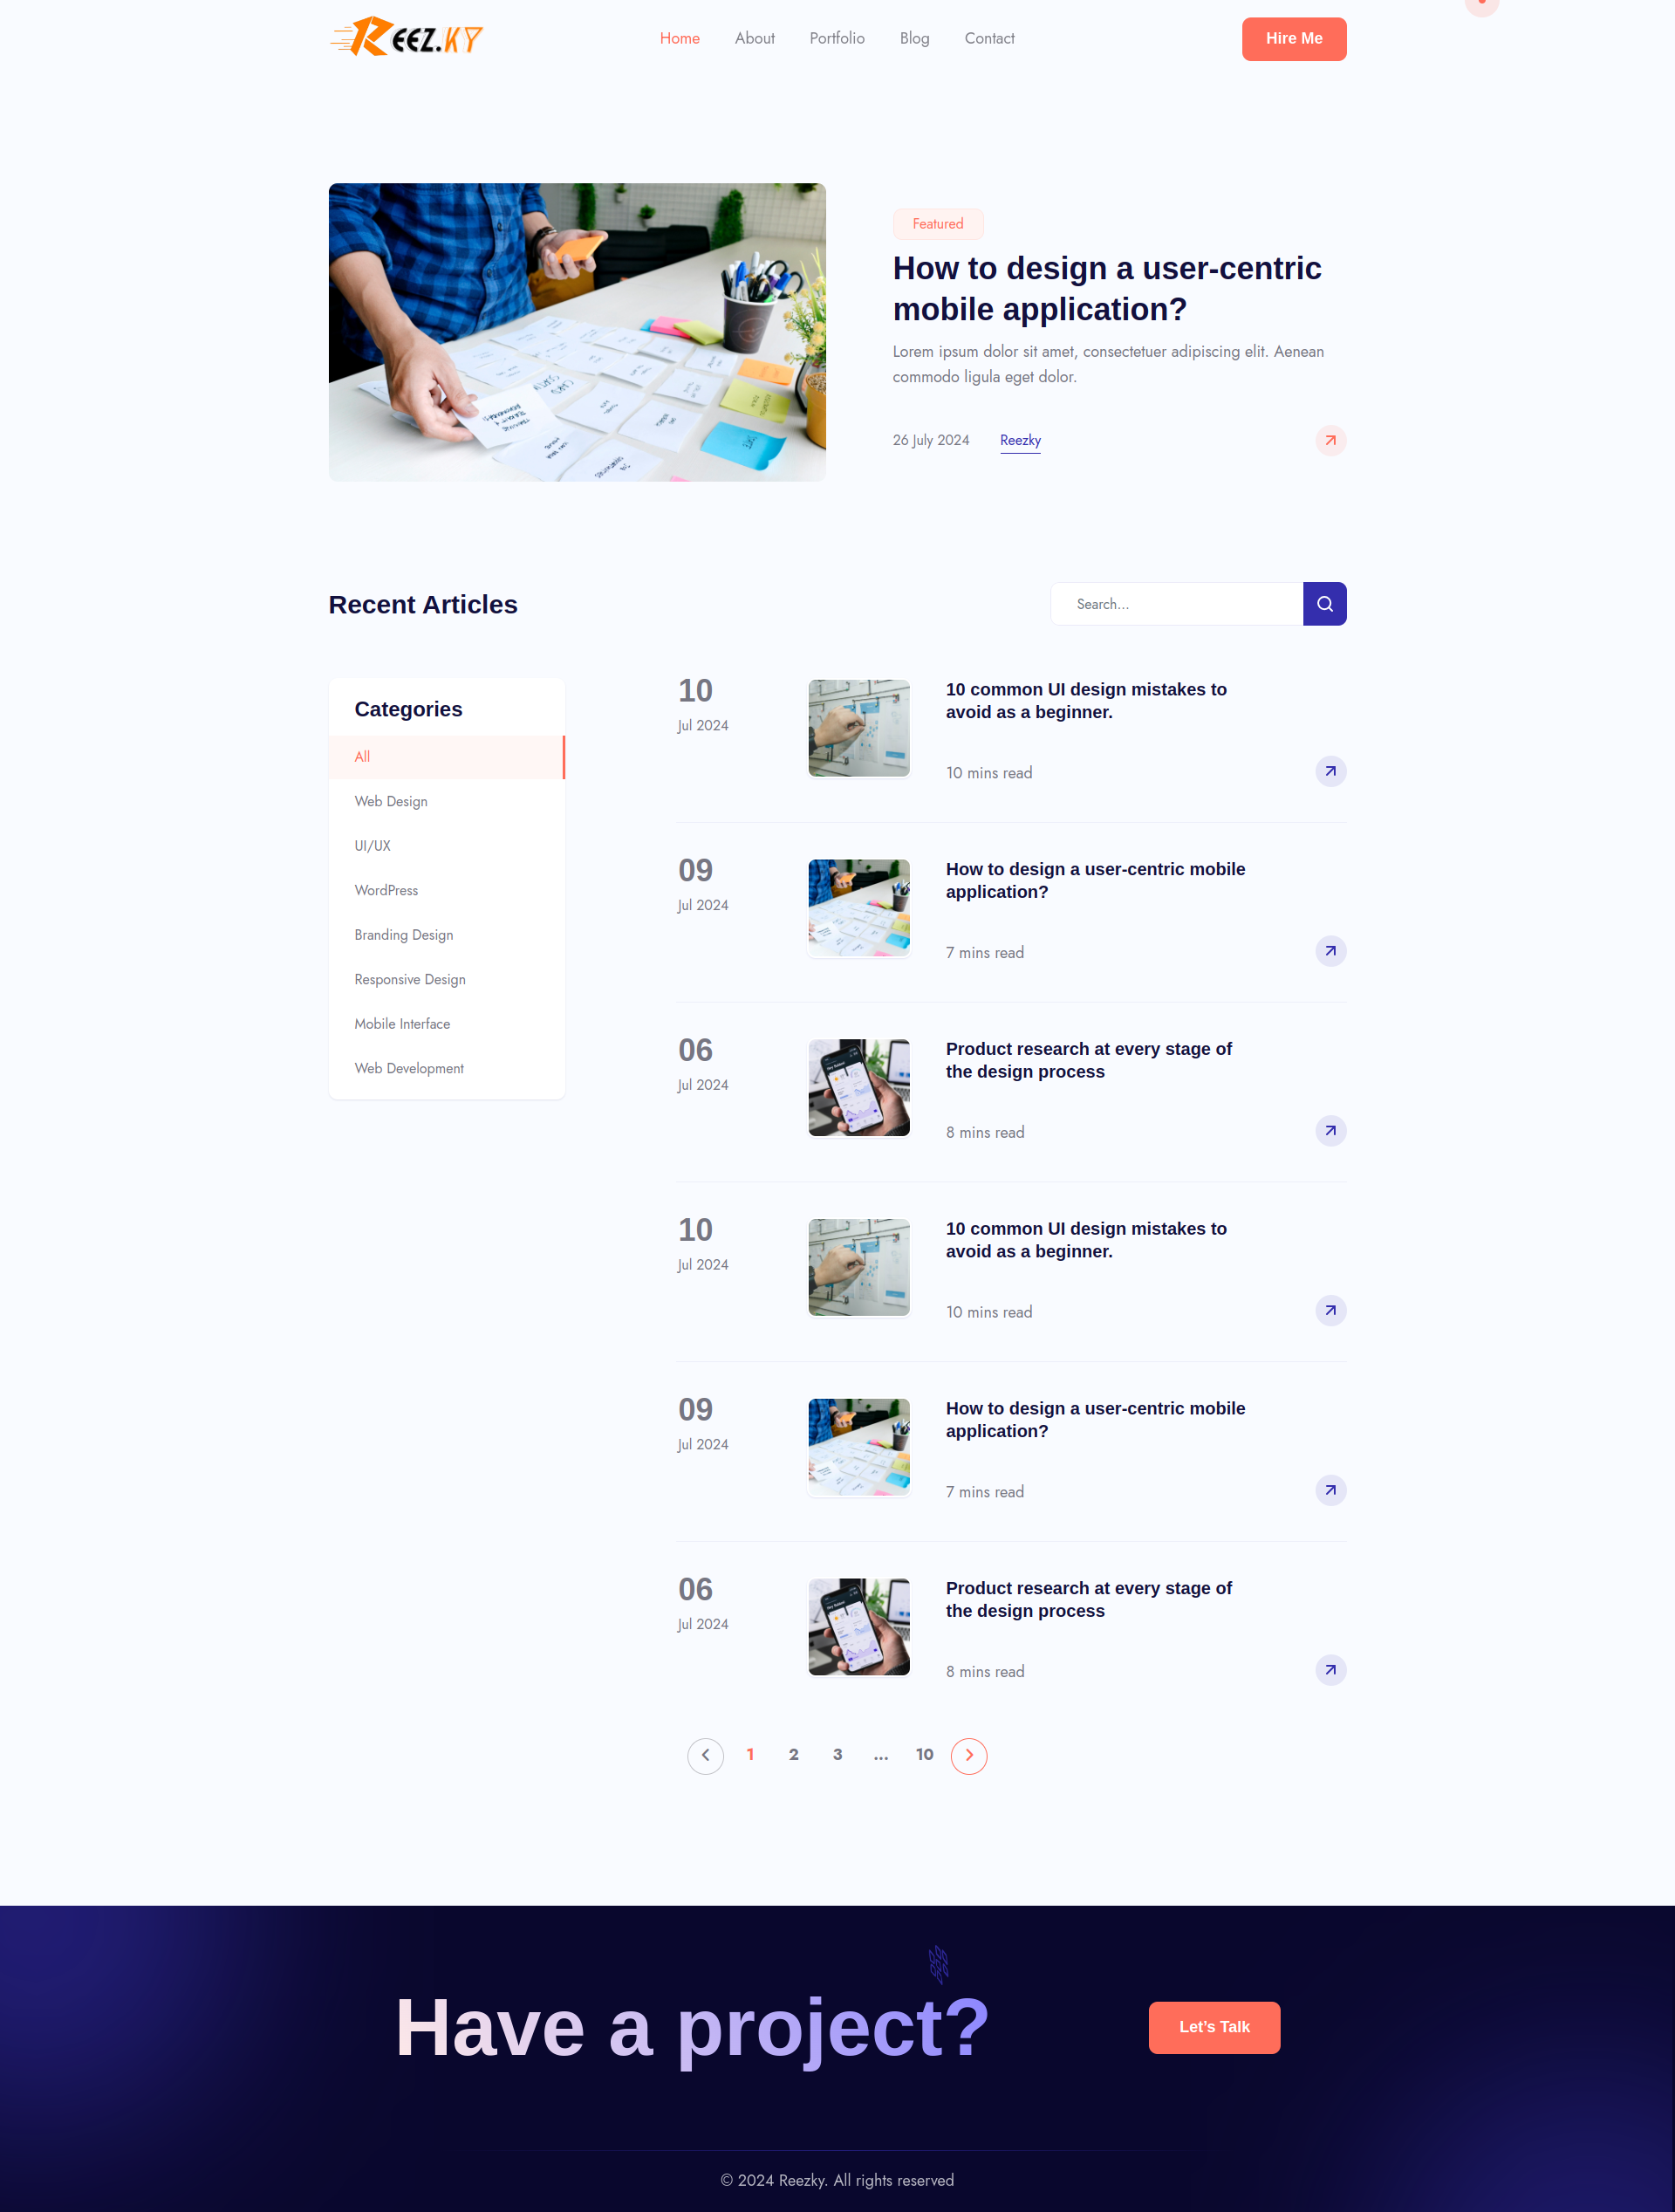 REEZ.KY
Home
About
Portfolio
Blog
Contact
Hire Me
Featured
How to design a user-centric
mobile application?
Lorem ipsum dolor sit amet, consectetuer adipiscing elit. Aenean
commodo ligula eget dolor.
26 July 2024
Reezky
Recent Articles
Search...
Categories
All
Web Design
UI/UX
WordPress
Branding Design
Responsive Design
Mobile Interface
Web Development
10
Jul 2024
10 common UI design mistakes to
avoid as a beginner.
10 mins read
09
Jul 2024
How to design a user-centric mobile
application?
7 mins read
06
Jul 2024
Product research at every stage of
the design process
8 mins read
10
Jul 2024
10 common UI design mistakes to
avoid as a beginner.
10 mins read
09
Jul 2024
How to design a user-centric mobile
application?
7 mins read
06
Jul 2024
Product research at every stage of
the design process
8 mins read
1
2
3
...
10
Have a project?
Let's Talk
© 2024 Reezky. All rights reserved